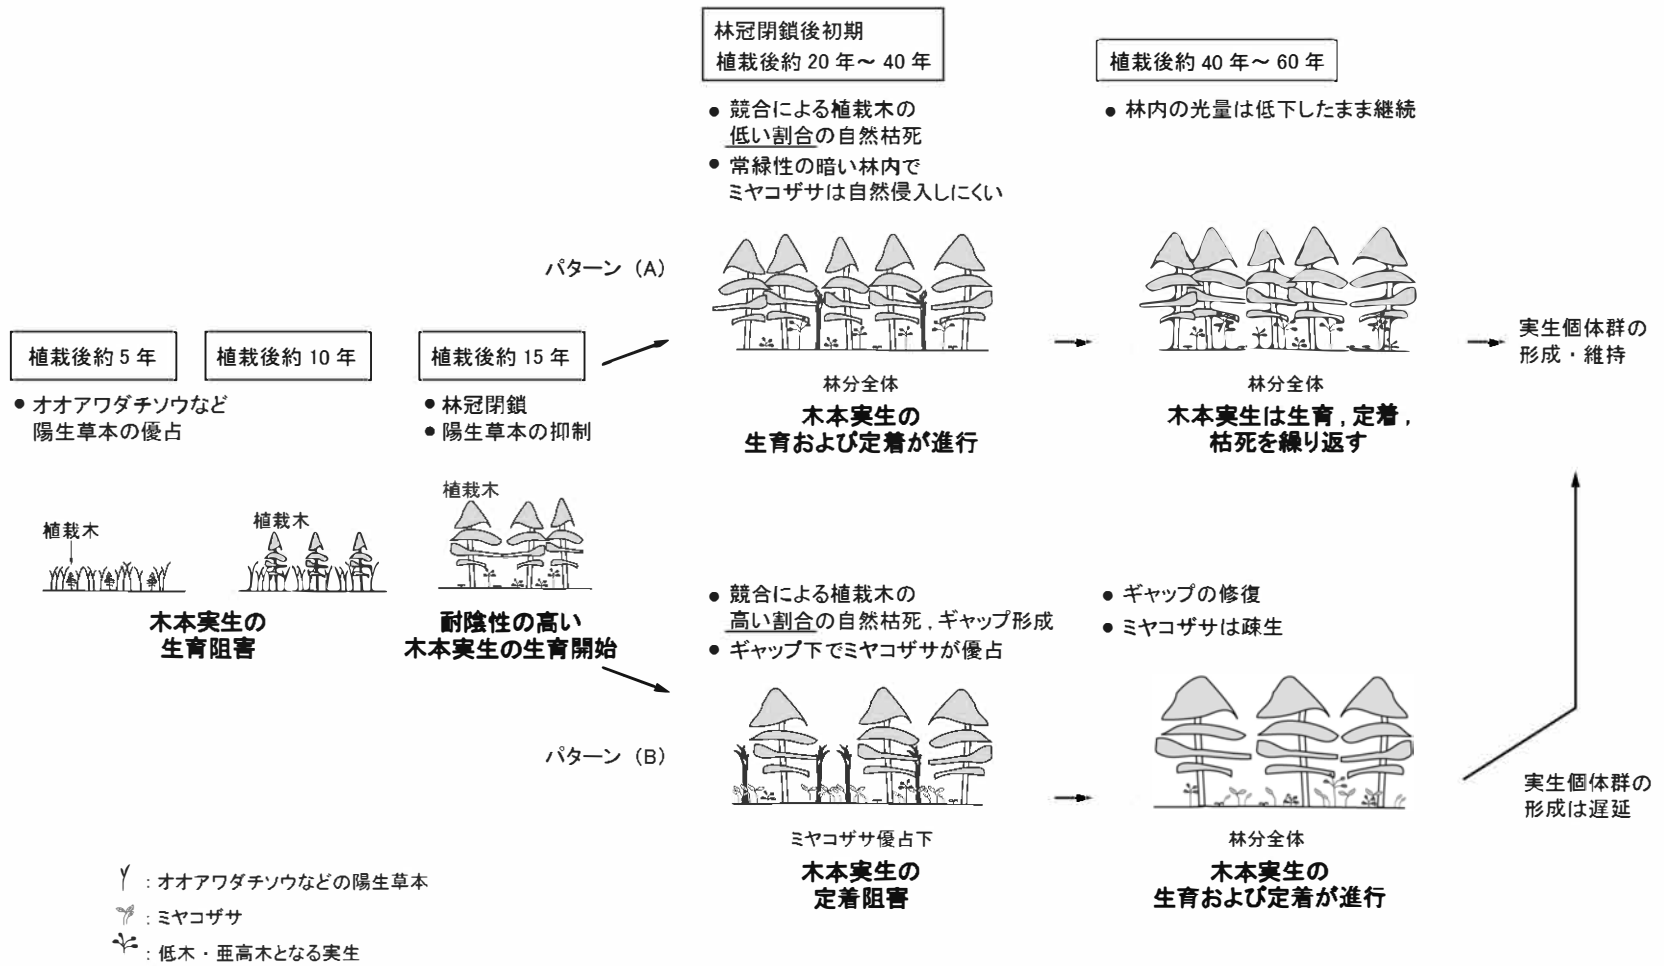 林冠閉鎖後初期
植栽後約 20 年～ 40 年
植栽後約 40 年～ 60 年
● 競合による植栽木の
低い割合の自然枯死
● 常緑性の暗い林内で
ミヤコザサは自然侵入しにくい
● 林内の光量は低下したまま継続
パターン (A)
植栽後約 5 年
植栽後約 10 年
植栽後約 15 年
● オオアワダチソウなど
陽生草本の優占
● 林冠閉鎖
● 陽生草本の抑制
林分全体
木本実生の
生育および定着が進行
林分全体
木本実生は生育，定着，
枯死を繰り返す
実生個体群の
形成・維持
植栽木
植栽木
植栽木
木本実生の
生育阻害
耐陰性の高い
木本実生の生育開始
● 競合による植栽木の
高い割合の自然枯死，ギャップ形成
● ギャップ下でミヤコザサが優占
● ギャップの修復
● ミヤコザサは疎生
パターン (B)
ミヤコザサ優占下
木本実生の
定着阻害
林分全体
木本実生の
生育および定着が進行
実生個体群の
形成は遅延
：オオアワダチソウなどの陽生草本
：ミヤコザサ
：低木・亜高木となる実生